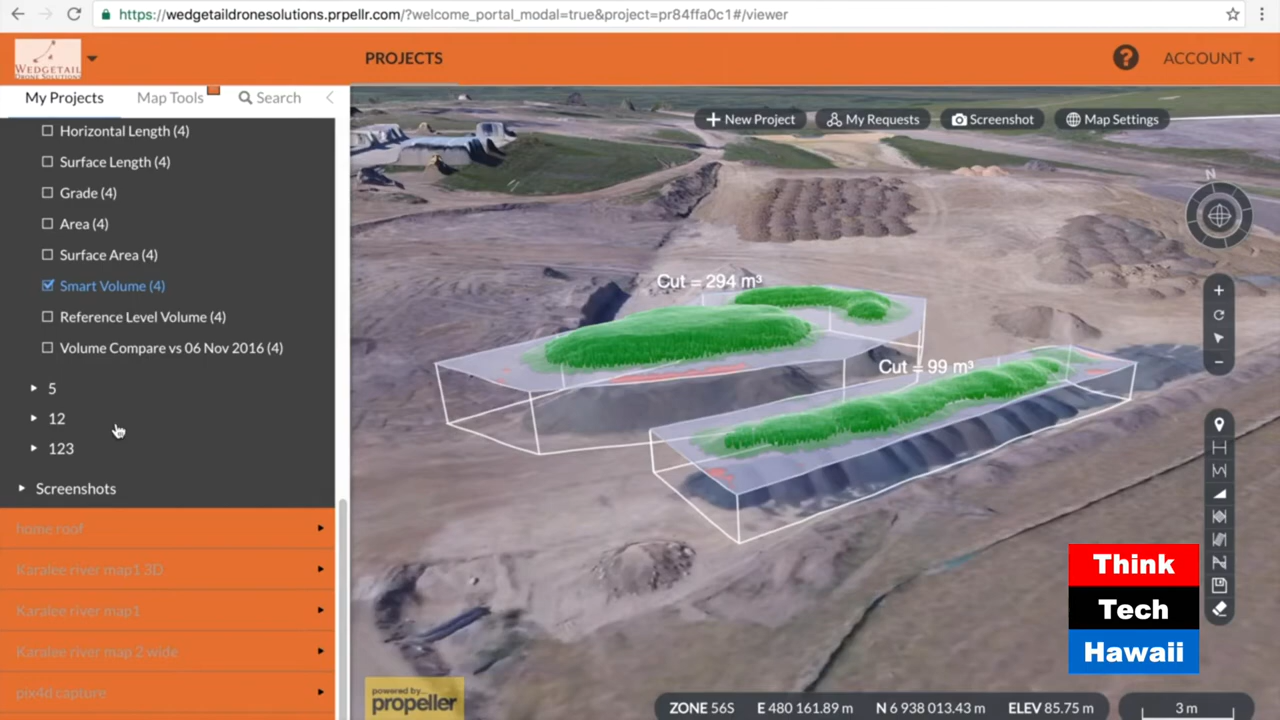 https://wedgetaildronesolutions.prpellr.com/?welcome_portal_modal=true&project=pr84ffa0c1#/viewer
WEDGETAIL
DRONE SOLUTIONS
PROJECTS
?
ACCOUNT
My Projects
Map Tools
Search
New Project
My Requests
Screenshot
Map Settings
Horizontal Length (4)
Surface Length (4)
Grade (4)
Area (4)
Surface Area (4)
Smart Volume (4)
Reference Level Volume (4)
Volume Compare vs 06 Nov 2016 (4)
5
12
123
Screenshots
home roof
Karalee river map1 3D
Karalee river map1
Karalee river map 2 wide
pix4d capture
N
Cut = 294 m³
Cut = 99 m³
Think
Tech
Hawaii
powered by...
propeller
ZONE 56S E 480 161.89 m N 6 938 013.43 m ELEV 85.75 m
3 m